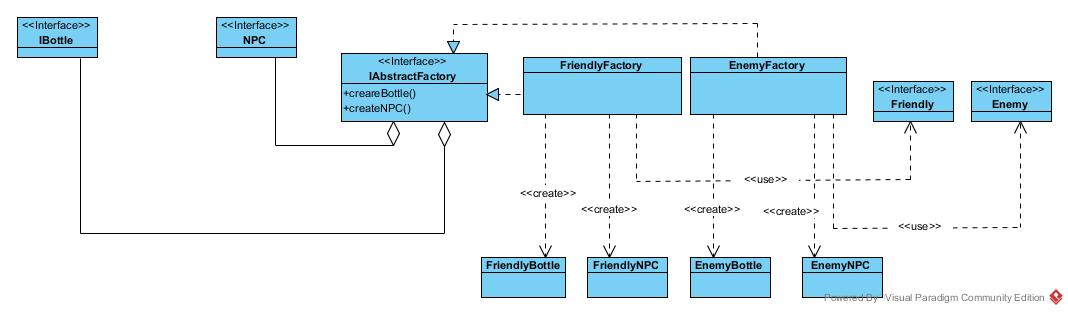 <<Interface>>
IBottle
<<Interface>>
NPC
<<Interface>>
IAbstractFactory
+creareBottle()
+createNPC()
FriendlyFactory
EnemyFactory
<<Interface>>
Friendly
<<Interface>>
Enemy
<<use>>
<<create>>
<<create>>
<<create>>
<<create>>
<<use>>
FriendlyBottle
FriendlyNPC
EnemyBottle
EnemyNPC
Powered By Visual Paradigm Community Edition